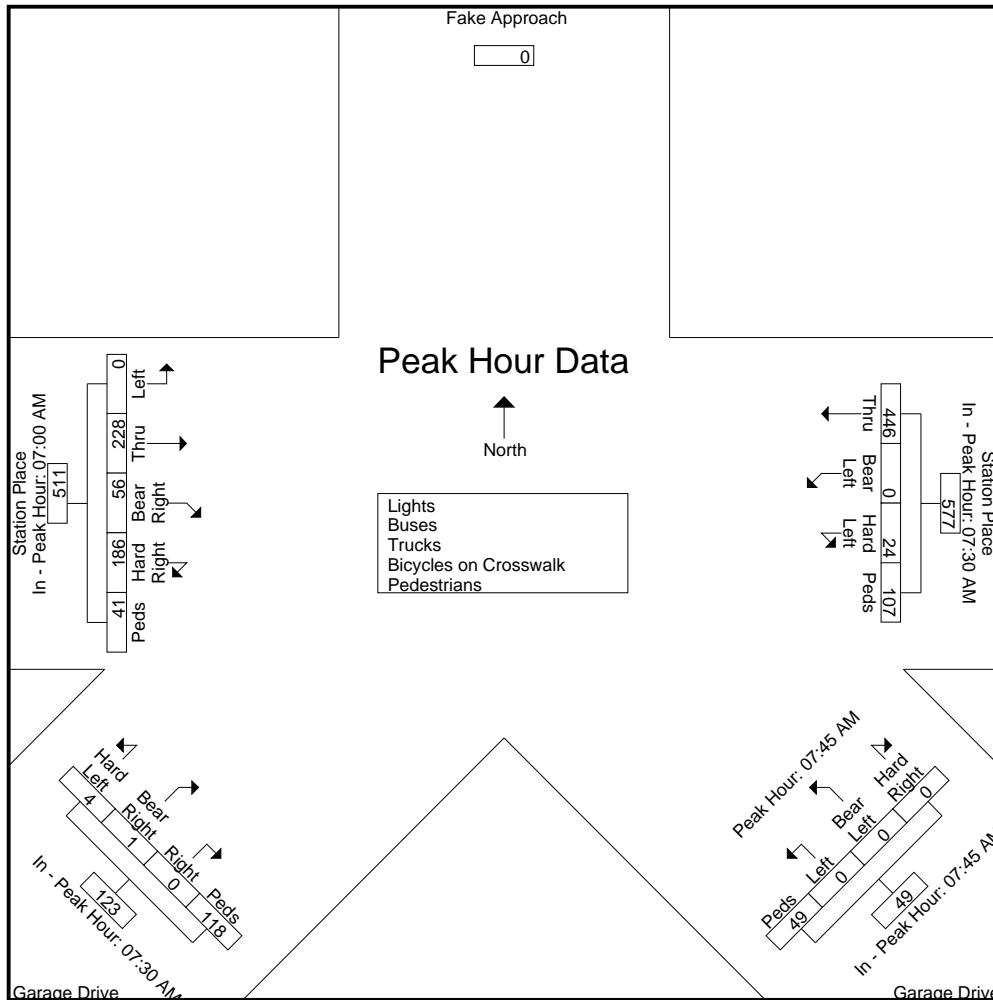 Fake Approach
0
Peak Hour Data
North
Lights
Buses
Trucks
Bicycles on Crosswalk
Pedestrians
Station Place
In - Peak Hour: 07:00 AM
511
0
228
56
186
41
Left
Thru
Bear
Right
Hard
Right
Peds
Station Place
In - Peak Hour: 07:30 AM
577
446
0
24
107
Thru
Bear
Left
Hard
Left
Peds
Hard
Left
Bear
Right
Right
Peds
4
1
0
118
123
In - Peak Hour: 07:30 AM
Garage Drive
Peak Hour: 07:45 AM
Hard
Right
Bear
Left
Left
Peds
0
0
0
49
49
In - Peak Hour: 07:45 AM
Garage Drive